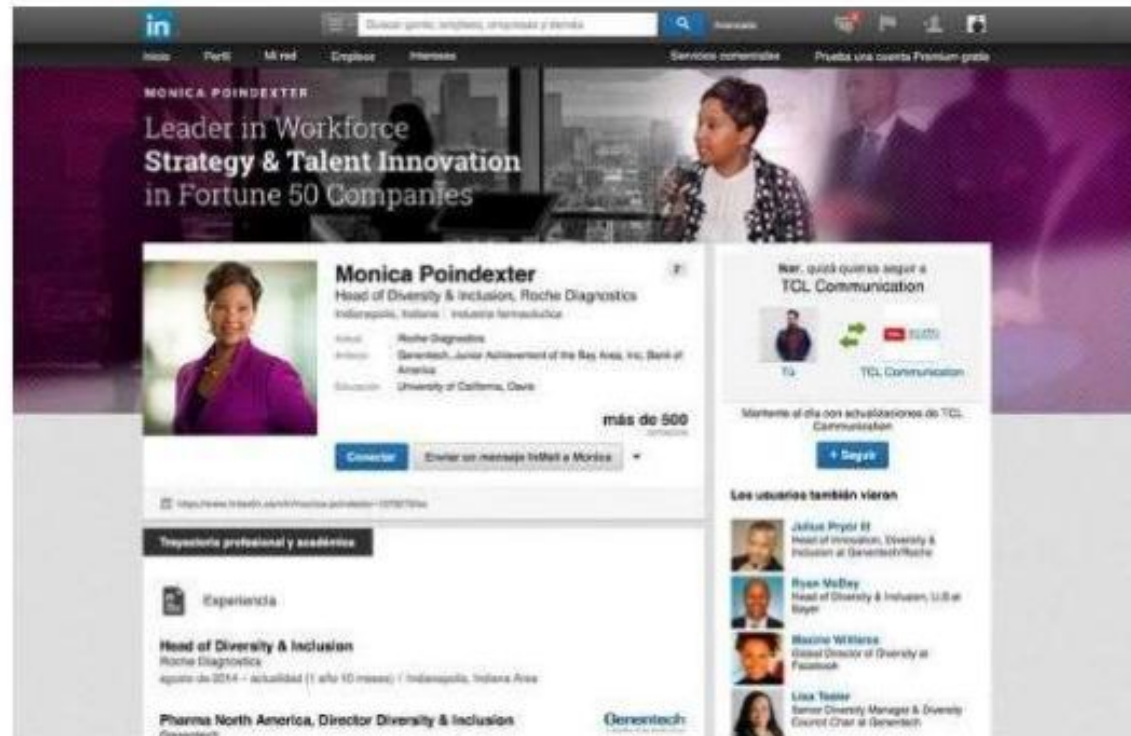 in
Buscar gente, empleos, empresas y demás
Avanzada
Inicio Perfil Mi red Empleos Intereses
Servicios comerciales Prueba una cuenta Premium gratis
MONICA POINDEXTER
Leader in Workforce
Strategy & Talent Innovation
in Fortune 50 Companies
Monica Poindexter
2º
Head of Diversity & Inclusion, Roche Diagnostics
Indianapolis, Indiana Industria farmacéutica
Actual Roche Diagnostics
Anterior Genentech, Junior Achievement of the Bay Area, Inc, Bank of
America
Educación University of California, Davis
más de 500
Conectar Enviar un mensaje InMail a Monica
Trayectoria profesional y académica
Experiencia
Head of Diversity & Inclusion
Roche Diagnostics
agosto de 2014 – actualidad (1 año 10 meses) | Indianapolis, Indiana Area
Pharma North America, Director Diversity & Inclusion
Genentech
Genentech
quizá quieras seguir a
TCL Communication
Tú TCL Communication
Mantente al día con actualizaciones de TCL
Communication
+ Seguir
Los usuarios también vieron
Julius Pryor III
Head of Innovation, Diversity &
Inclusion at Genentech/Roche
Ryan McBay
Head of Diversity & Inclusion, U.S at
Bayer
Maxine Williams
Global Director of Diversity at
Facebook
Lisa
Senior Diversity Manager & Diversity
Council Chair at Genentech